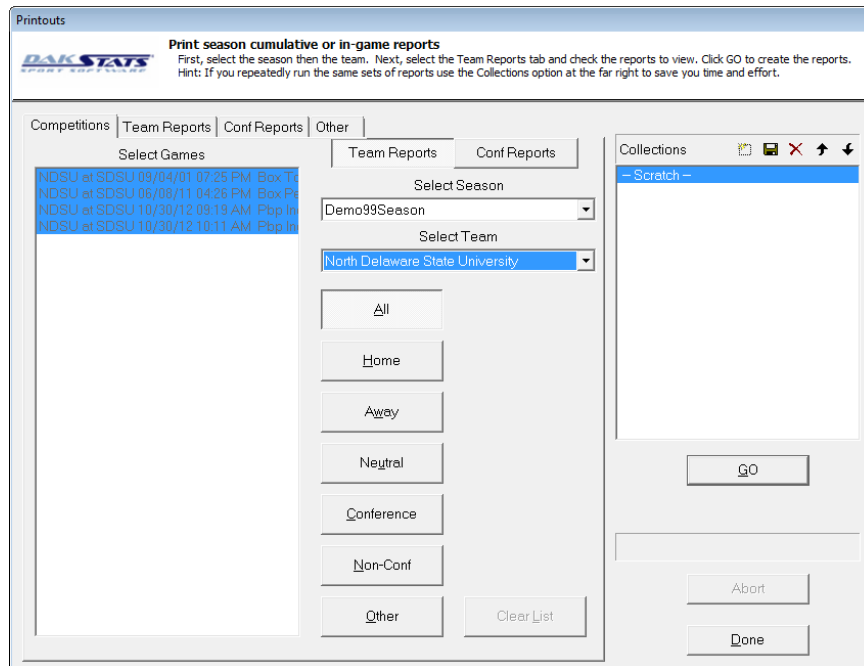 Printouts
DAKSTATS
SPORT SOFTWARE
Print season cumulative or in-game reports
First, select the season then the team. Next, select the Team Reports tab and check the reports to view. Click GO to create the reports.
Hint: If you repeatedly run the same sets of reports use the Collections option at the far right to save you time and effort.
Competitions Team Reports Conf Reports Other
Select Games
NDSU at SDSU 09/04/01 07:25 PM Box To
NDSU at SDSU 06/08/11 04:26 PM Box Pe
NDSU at SDSU 10/30/12 09:19 AM Pbp In
NDSU at SDSU 10/30/12 10:11 AM Pbp In
Team Reports Conf Reports
Select Season
Demo99Season
Select Team
North Delaware State University
All
Home
Away
Neutral
Conference
Non-Conf
Other Clear List
Collections
-- Scratch --
GO
Abort
Done